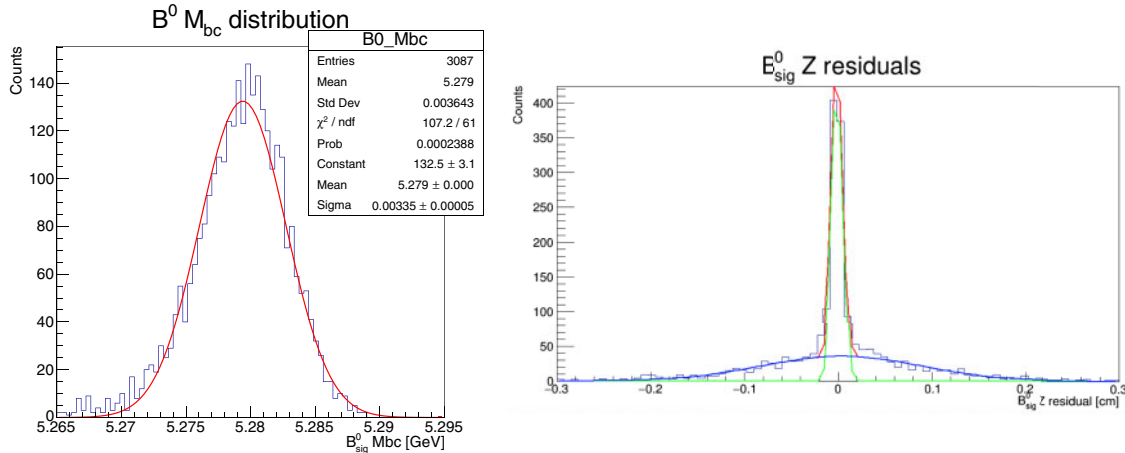 B⁰ M_bc distribution
B0_Mbc
Entries 3087
Mean 5.279
Std Dev 0.003643
χ² / ndf 107.2 / 61
Prob 0.0002388
Constant 132.5 ± 3.1
Mean 5.279 ± 0.000
Sigma 0.00335 ± 0.00005
Counts
140
120
100
80
60
40
20
0
5.265 5.27 5.275 5.28 5.285 5.29 5.295
B⁰_sig Mbc [GeV]
B⁰_sig Z residuals
Counts
400
350
300
250
200
150
100
50
0
−0.3 −0.2 −0.1 0 0.1 0.2 0.3
B⁰_sig Z residual [cm]